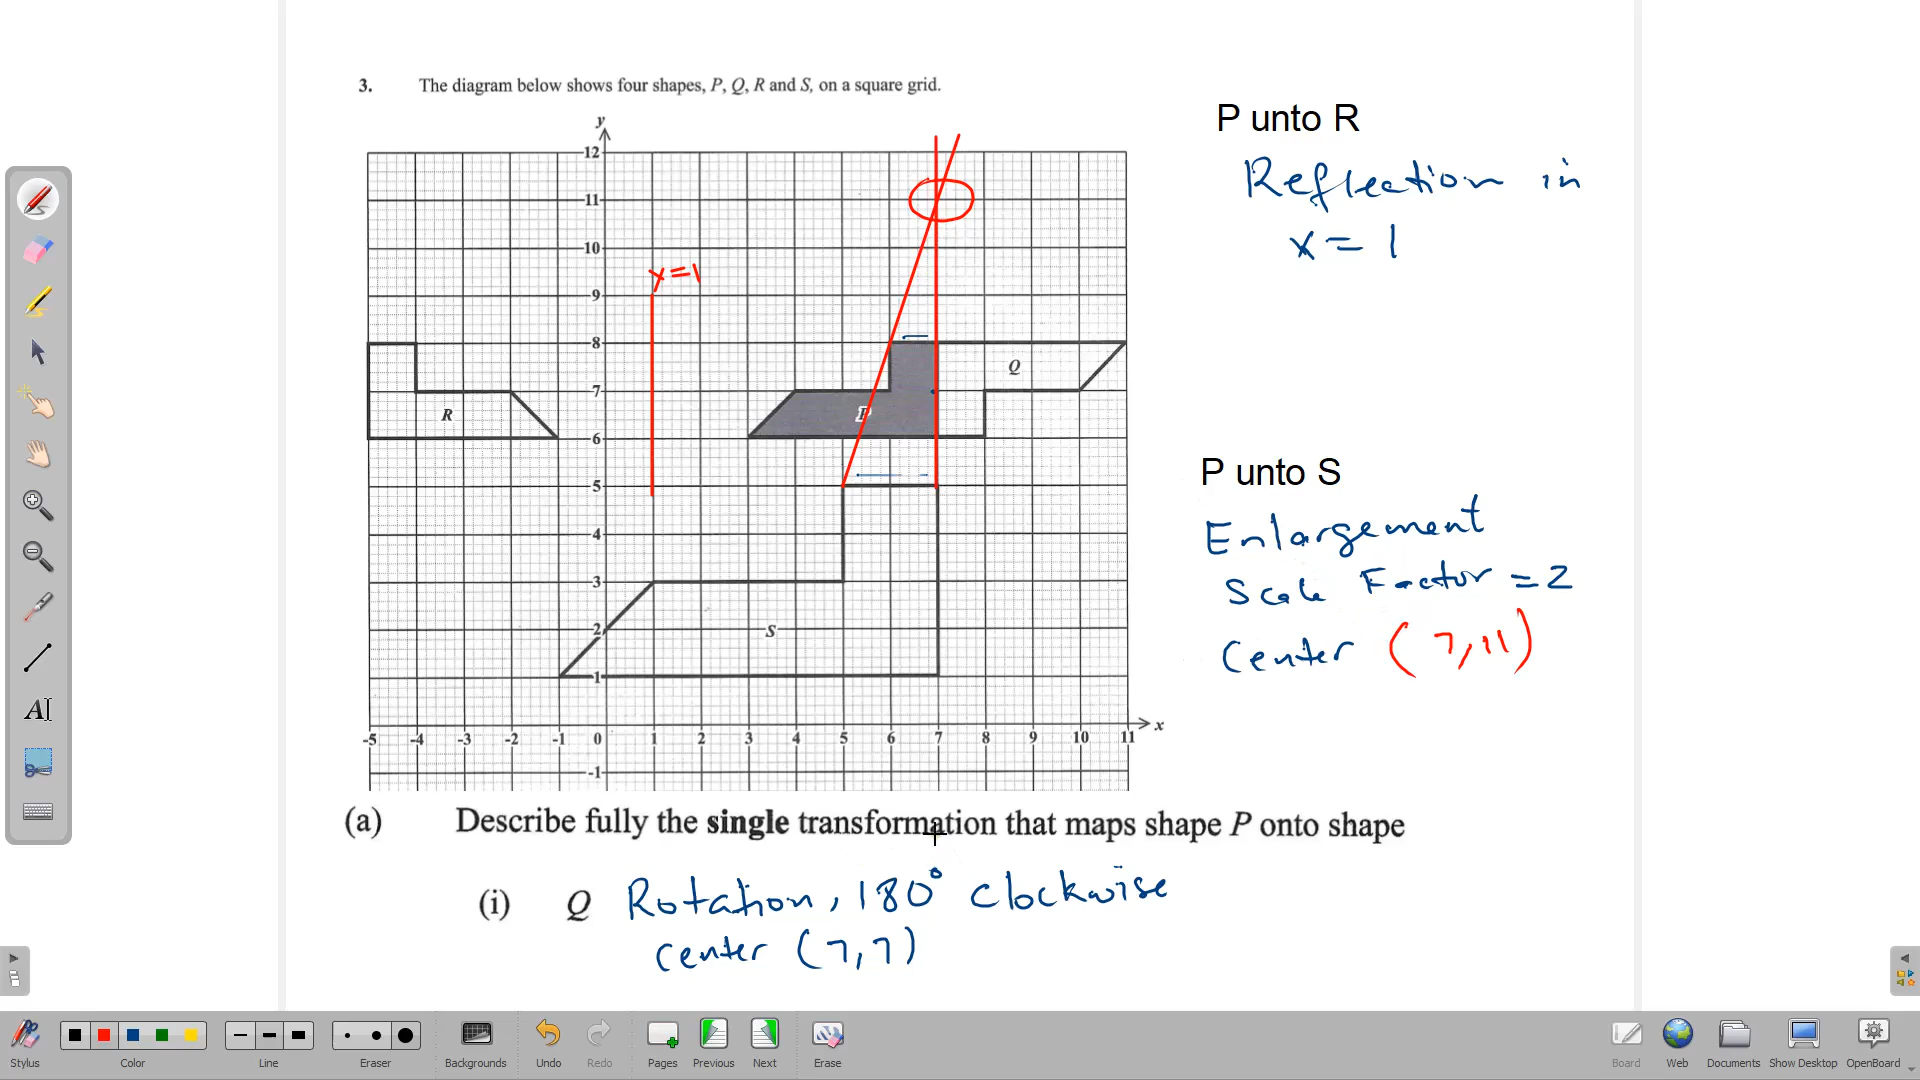 3. The diagram below shows four shapes, P, Q, R and S, on a square grid.
P unto R
Reflection in
x = 1
y
12
11
10
9
8
7
6
5
4
3
2
1
-1
x=1
Q
R
P
S
-5 -4 -3 -2 -1 0 1 2 3 4 5 6 7 8 9 10 11 x
P unto S
Enlargement
Scale Factor = 2
Center (7,11)
(a) Describe fully the single transformation that maps shape P onto shape
(i) Q Rotation, 180° clockwise
center (7,7)
Stylus Color Line Eraser Backgrounds Undo Redo Pages Previous Next Erase Board Web Documents Show Desktop OpenBoard